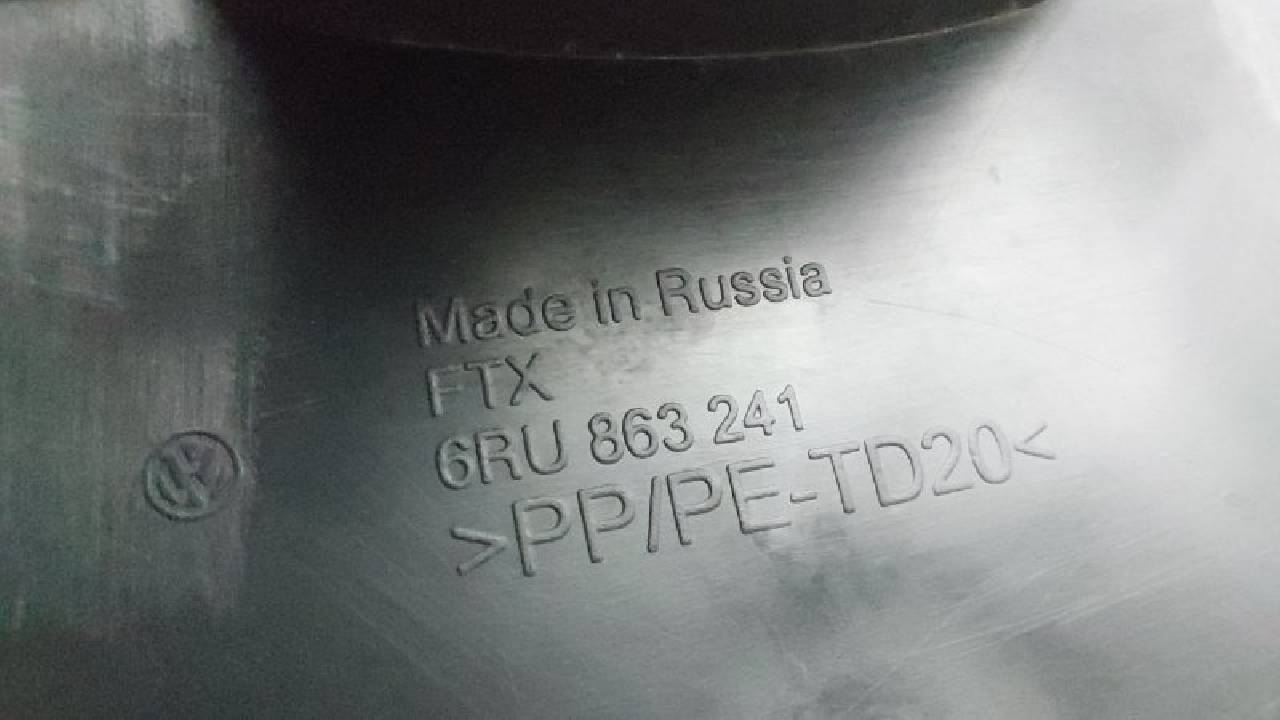 Made in Russia
FTX
6RU 863 241
>PP/PE-TD20<